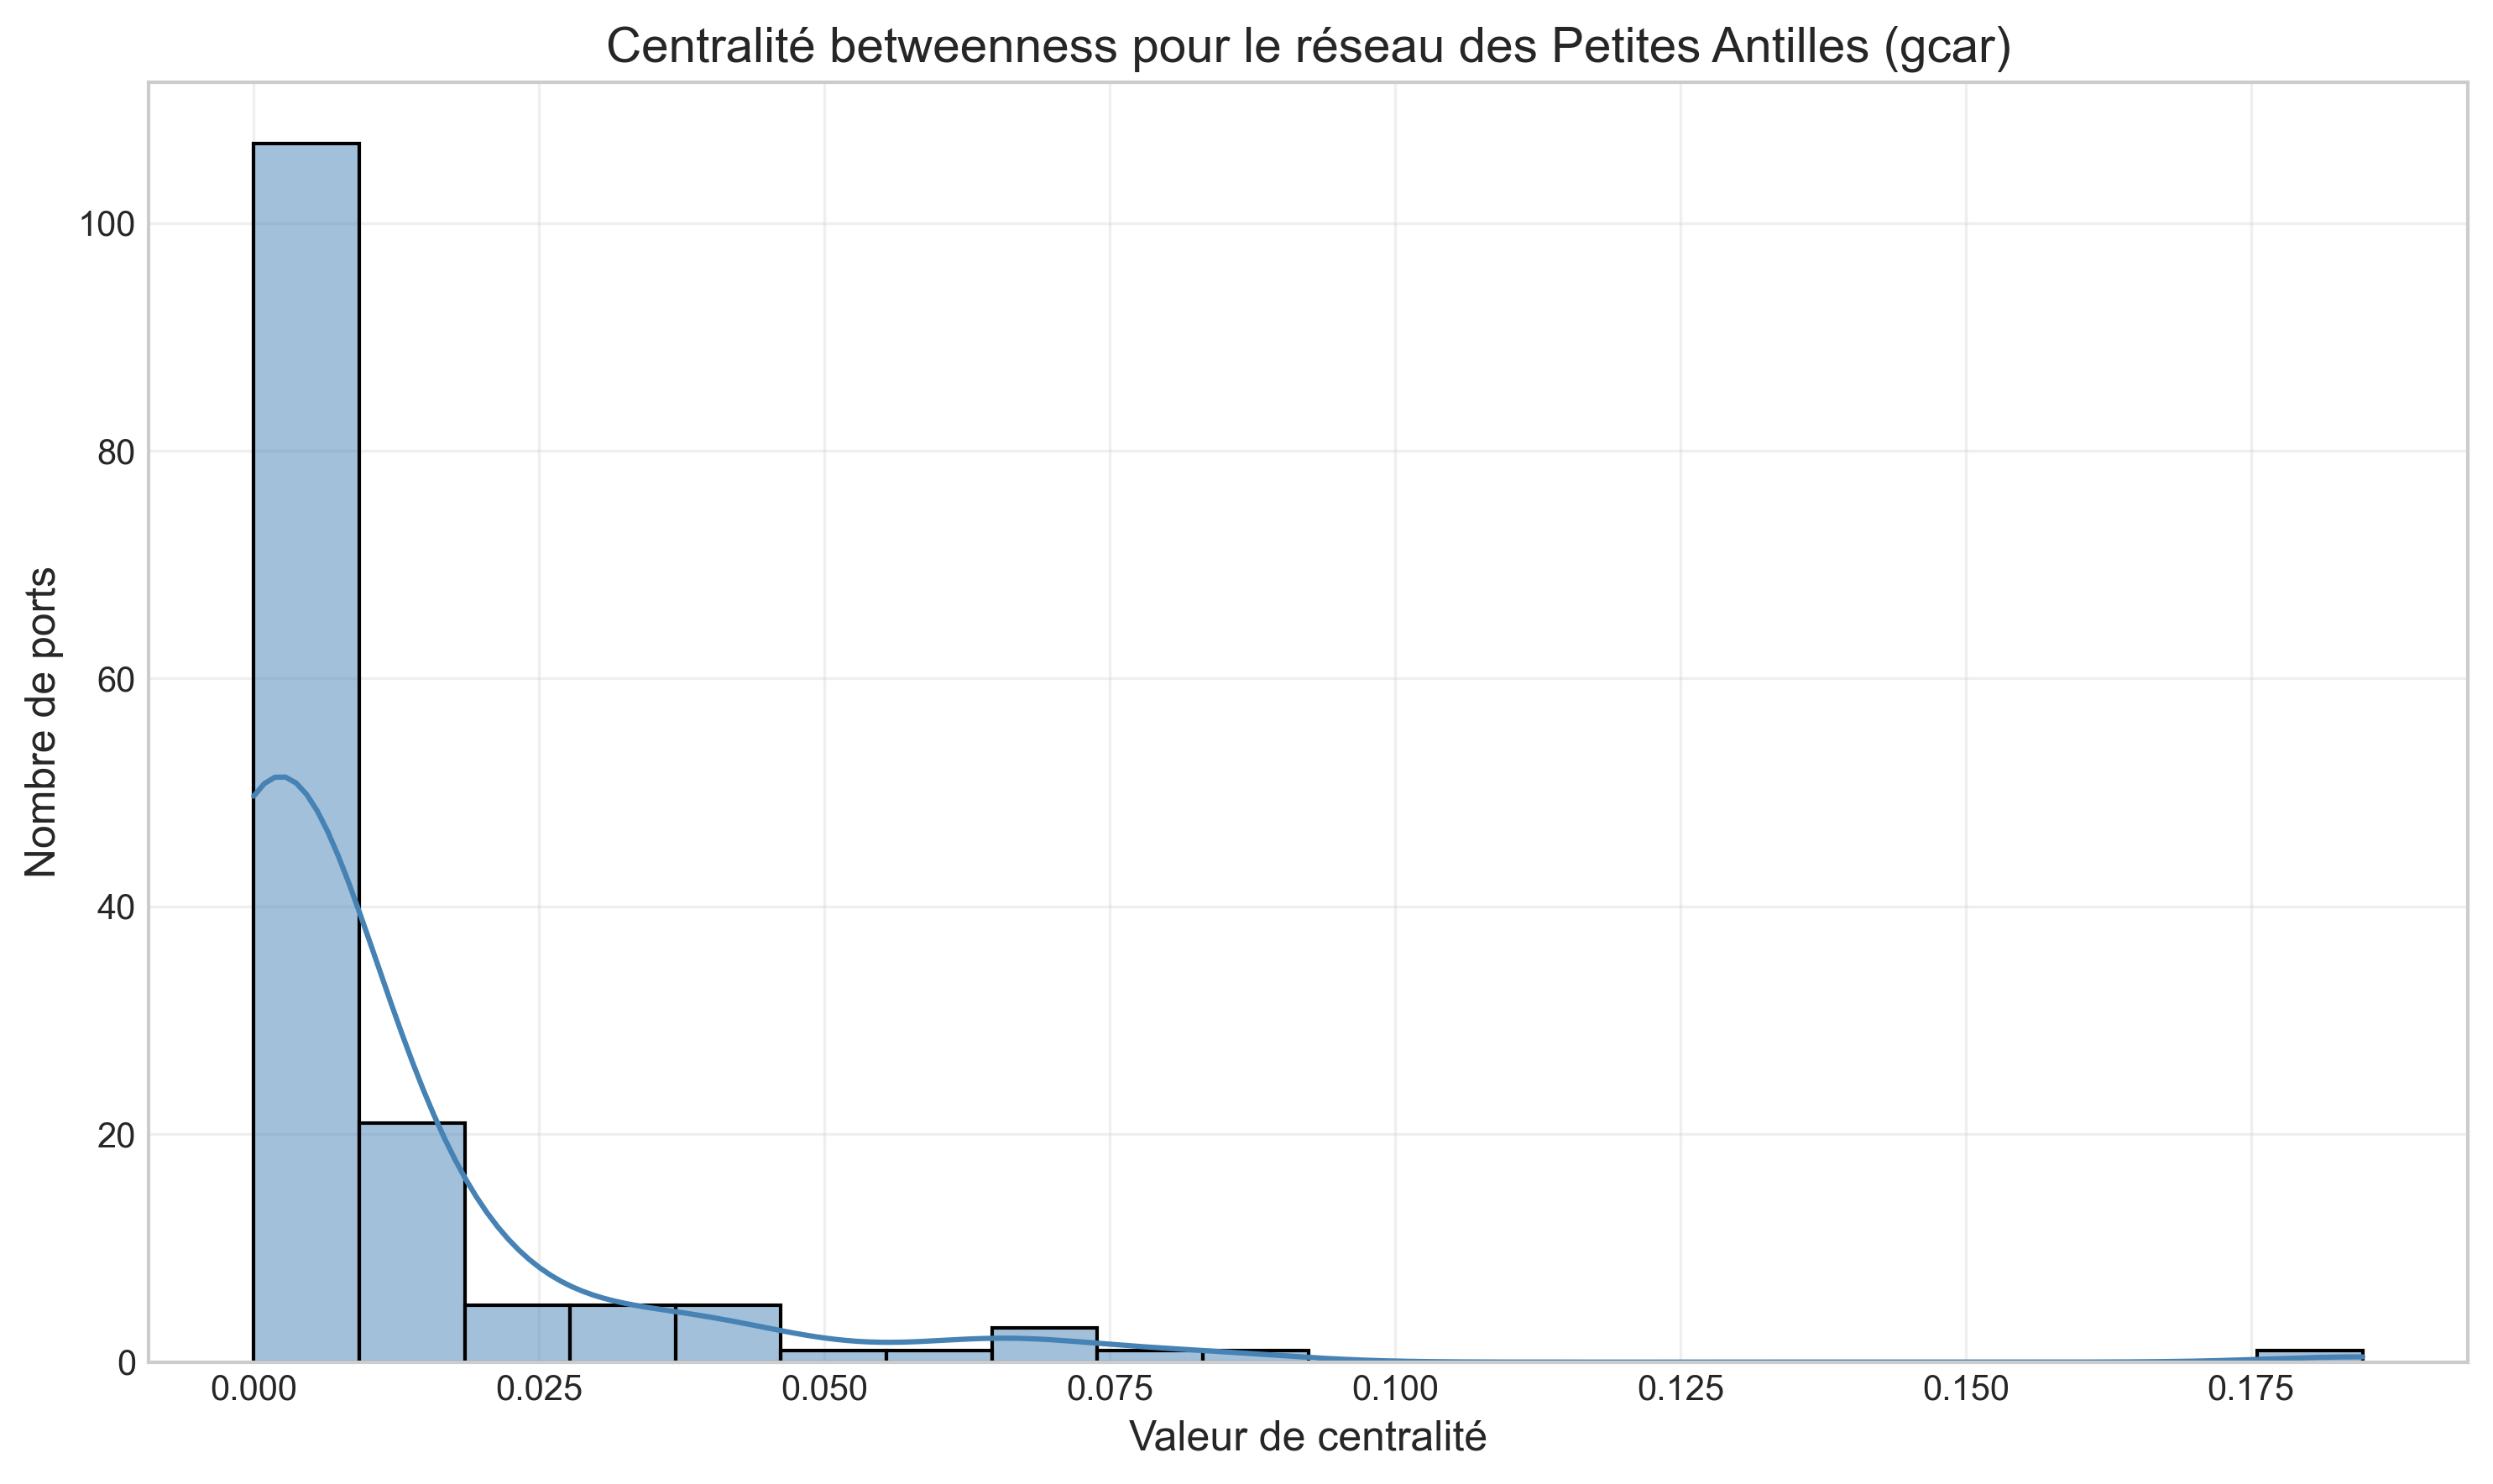 Centralité betweenness pour le réseau des Petites Antilles (gcar)
Nombre de ports
100
80
60
40
20
0
0.000 0.025 0.050 0.075 0.100 0.125 0.150 0.175
Valeur de centralité